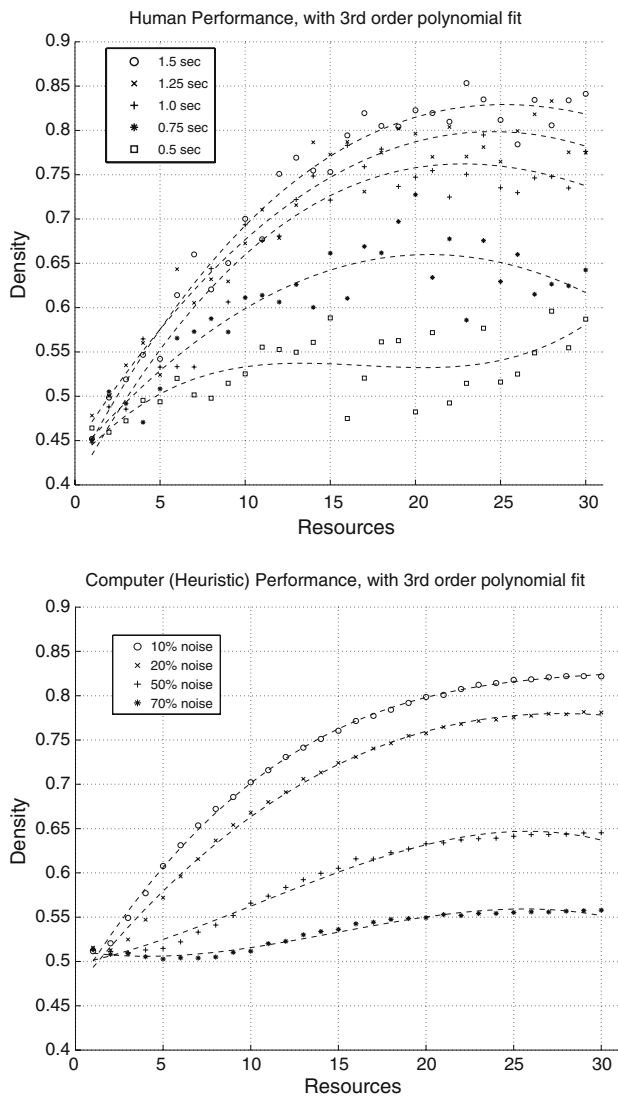 Human Performance, with 3rd order polynomial fit
0.9
0.85
0.8
0.75
0.7
0.65
0.6
0.55
0.5
0.45
0.4
Density
1.5 sec
1.25 sec
1.0 sec
0.75 sec
0.5 sec
0 5 10 15 20 25 30
Resources
Computer (Heuristic) Performance, with 3rd order polynomial fit
0.9
0.85
0.8
0.75
0.7
0.65
0.6
0.55
0.5
0.45
0.4
Density
10% noise
20% noise
50% noise
70% noise
0 5 10 15 20 25 30
Resources